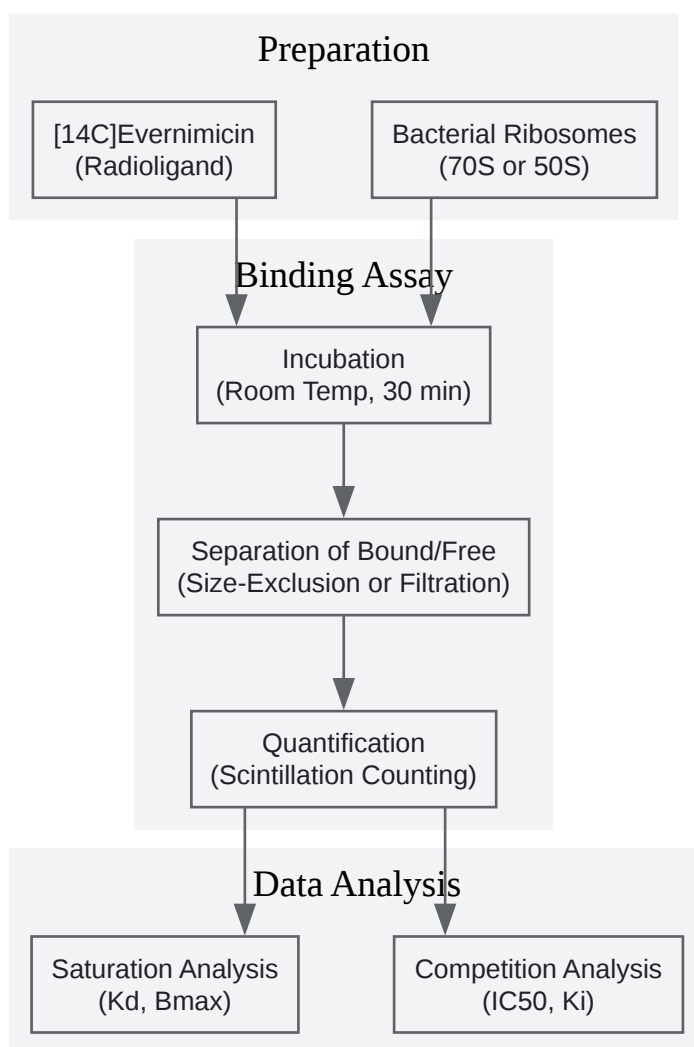 Preparation
[14C]Evernimicin
(Radioligand)
Bacterial Ribosomes
(70S or 50S)
Binding Assay
Incubation
(Room Temp, 30 min)
Separation of Bound/Free
(Size-Exclusion or Filtration)
Quantification
(Scintillation Counting)
Data Analysis
Saturation Analysis
(Kd, Bmax)
Competition Analysis
(IC50, Ki)